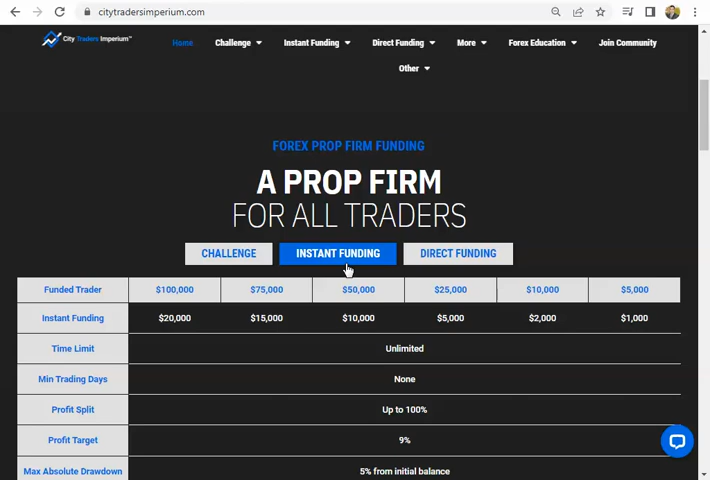 citytradersimperium.com
City Traders Imperium™
Home
Challenge
Instant Funding
Direct Funding
More
Forex Education
Join Community
Other
FOREX PROP FIRM FUNDING
A PROP FIRM
FOR ALL TRADERS
CHALLENGE
INSTANT FUNDING
DIRECT FUNDING
Funded Trader $100,000 $75,000 $50,000 $25,000 $10,000 $5,000
Instant Funding $20,000 $15,000 $10,000 $5,000 $2,000 $1,000
Time Limit Unlimited
Min Trading Days None
Profit Split Up to 100%
Profit Target 9%
Max Absolute Drawdown 5% from initial balance